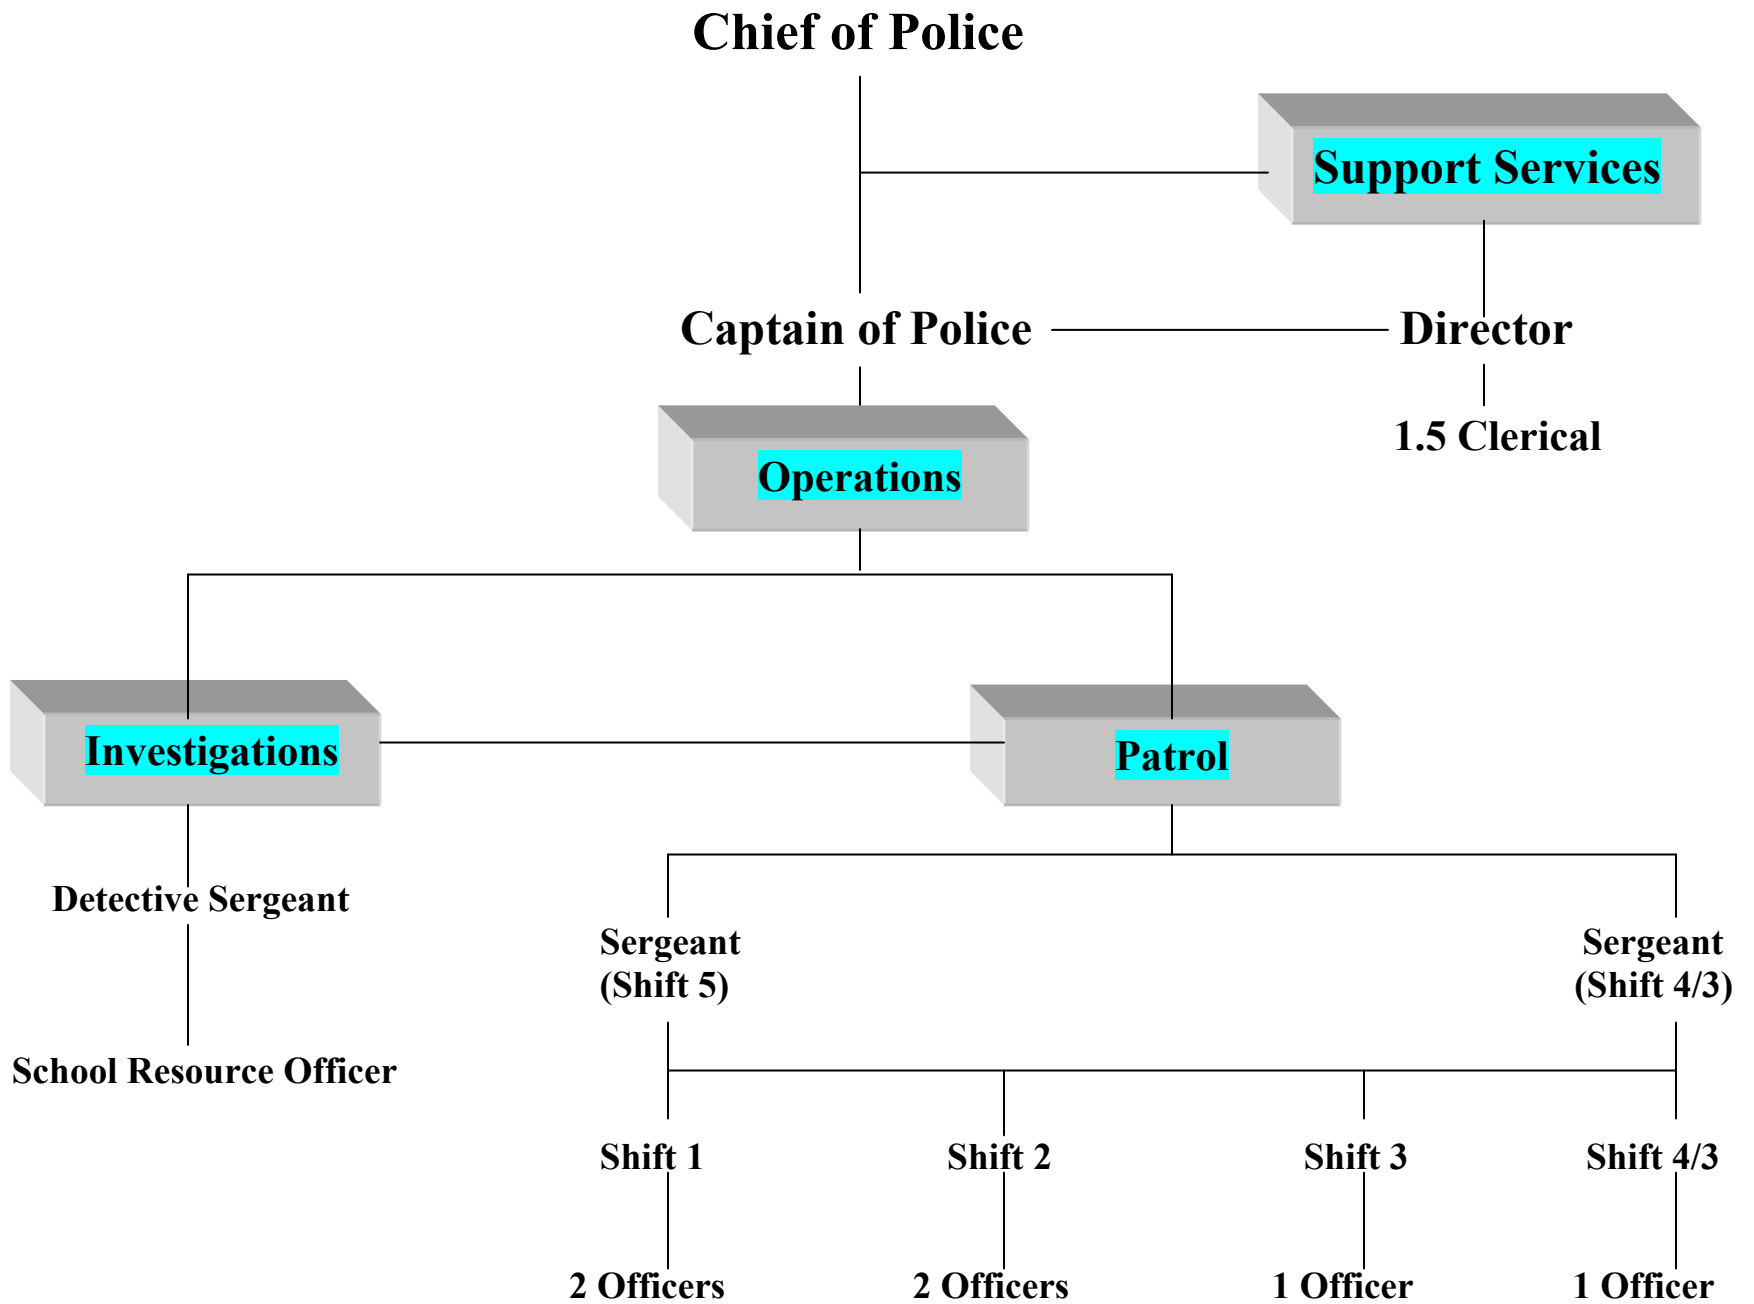 Chief of Police
Support Services
Captain of Police
Director
1.5 Clerical
Operations
Investigations
Patrol
Detective Sergeant
Sergeant
(Shift 5)
Sergeant
(Shift 4/3)
School Resource Officer
Shift 1
Shift 2
Shift 3
Shift 4/3
2 Officers
2 Officers
1 Officer
1 Officer